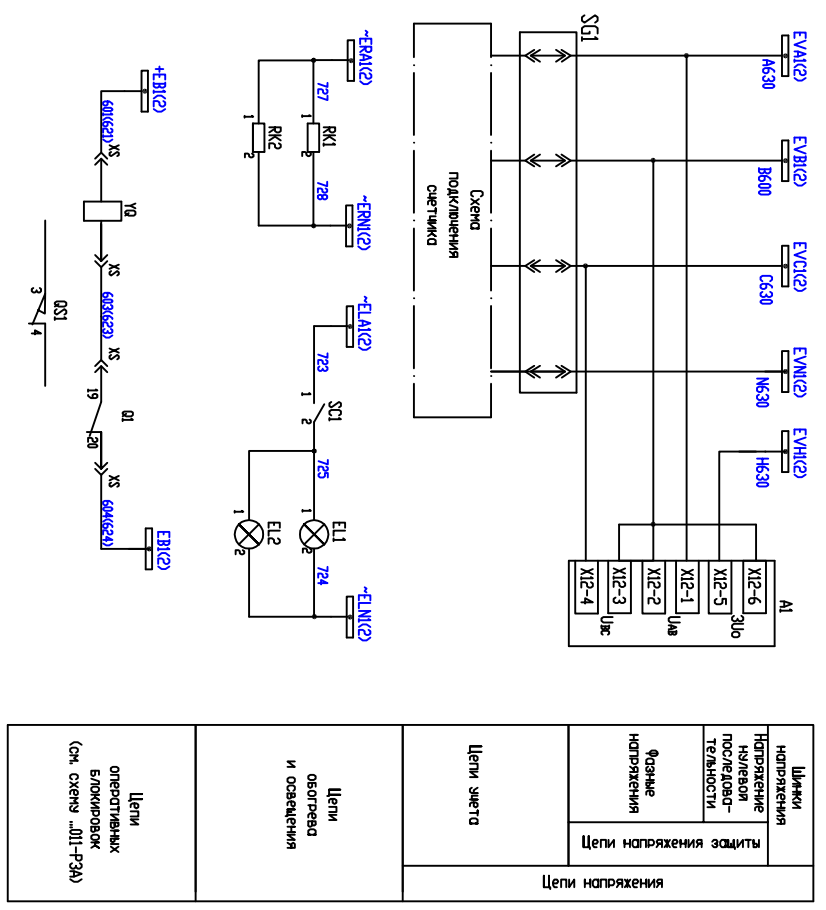 EVA1(2)
A630
EVB1(2)
B600
EVC1(2)
C630
EVN1(2)
N630
EVH1(2)
H630
SG1
Схема
подключения
счетчика
A1
X12-6
X12-5
3Uo
X12-1
X12-2
UAB
X12-3
X12-4
UBC
~ERA1(2)
727
1
RK1
2
728
~ERN1(2)
1
RK2
2
~ELA1(2)
723
1
SC1
2
725
1
EL1
2
724
~ELN1(2)
1
EL2
2
+EB1(2)
601(621)
XS
YQ
XS
603(623)
XS
19
Q1
20
XS
604(624)
EB1(2)
3
QS1
4
Шинки
напряжения
Напряжение
нулевой
последова-
тельности
Фазные
напряжения
Цепи напряжения защиты
Цепи учета
Цепи напряжения
Цепи
обогрева
и освещения
Цепи
оперативных
блокировок
(см. схему ...011-РЗА)